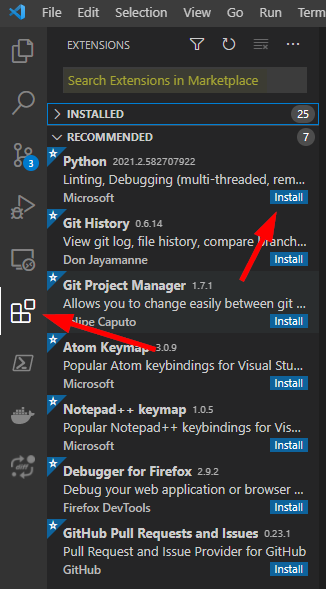 File Edit Selection View Go Run Term
EXTENSIONS
Search Extensions in Marketplace
INSTALLED 25
RECOMMENDED 7
Python 2021.2.582707922
Linting, Debugging (multi-threaded, rem...
Microsoft Install
Git History 0.6.14
View git log, file history, compare branch...
Don Jayamanne Install
Git Project Manager 1.7.1
Allows you to change easily between git ...
Felipe Caputo Install
Atom Keymap 3.0.9
Popular Atom keybindings for Visual Stu...
Microsoft Install
Notepad++ keymap 1.0.5
Popular Notepad++ keybindings for Vis...
Microsoft Install
Debugger for Firefox 2.9.2
Debug your web application or browser ...
Firefox DevTools Install
GitHub Pull Requests and Issues 0.23.1
Pull Request and Issue Provider for GitHub
GitHub Install
3